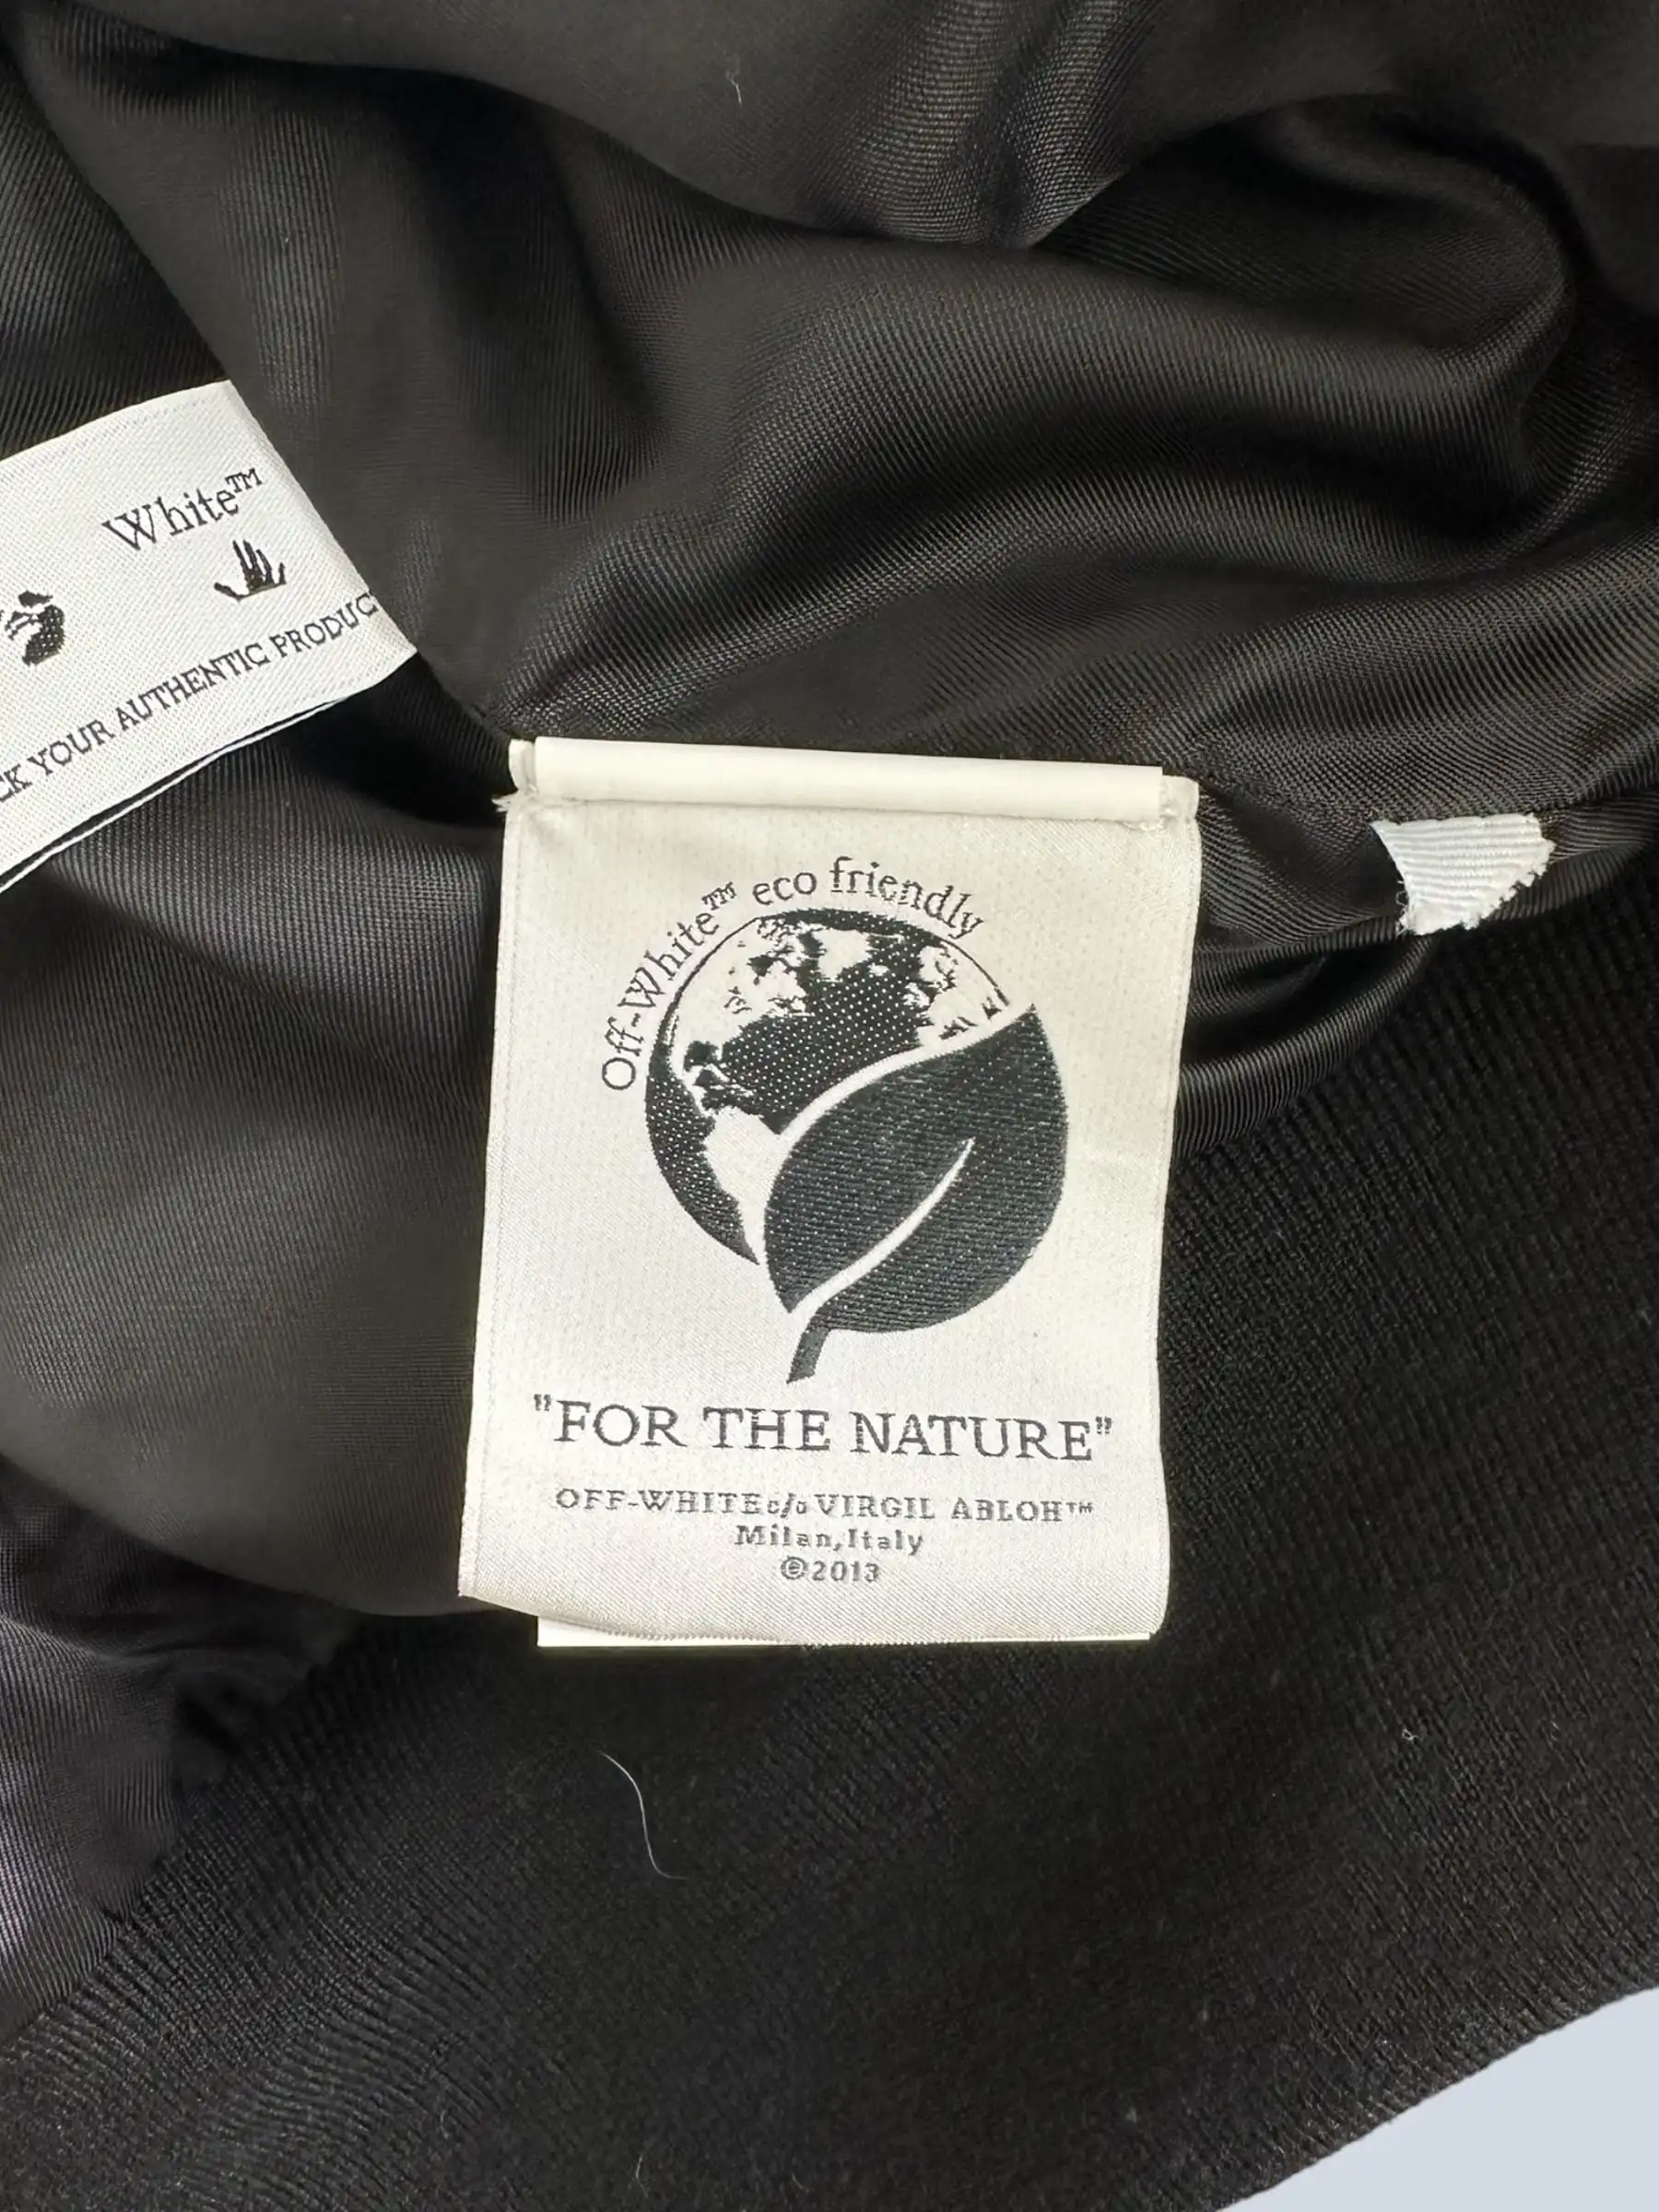 White™
CK YOUR AUTHENTIC PRODUC
Off-White™ eco friendly
"FOR THE NATURE"
OFF-WHITE c/o VIRGIL ABLOH™
Milan,Italy
©2013